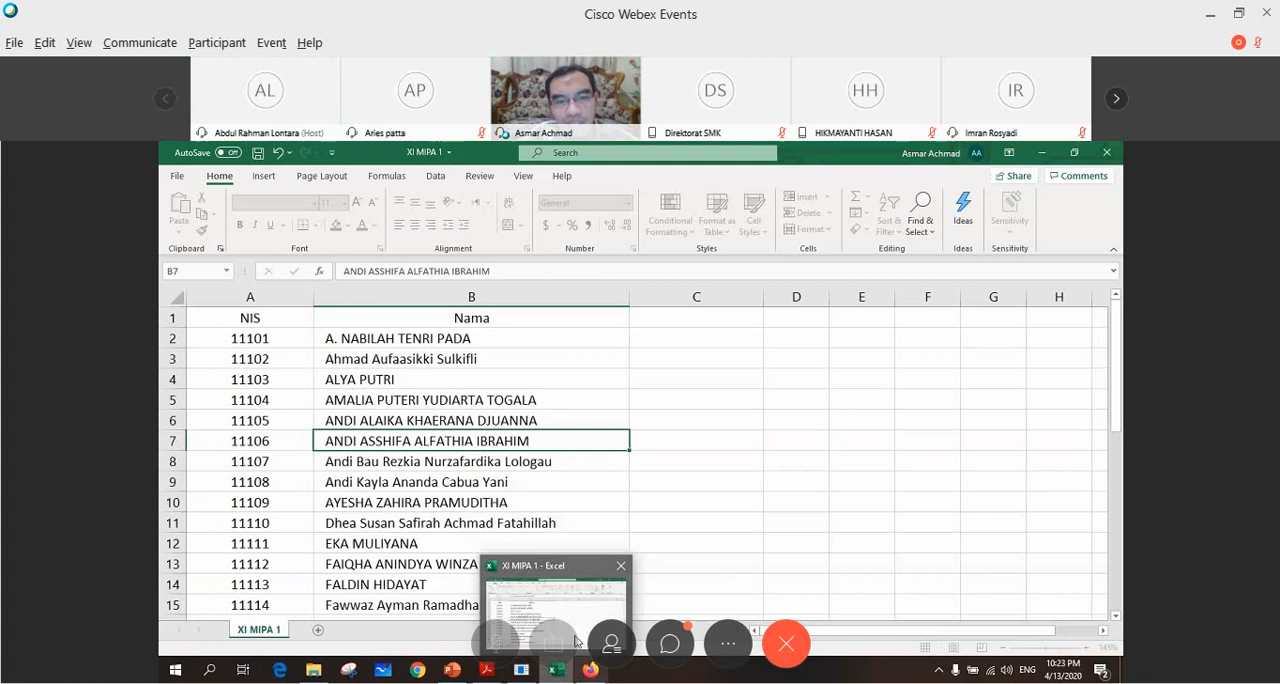 Cisco Webex Events
File Edit View Communicate Participant Event Help
AL AP DS HH IR
Abdul Rahman Lontara (Host) Aries patta Asmar Achmad Direktorat SMK HIKMAYANTI HASAN Imran Rosyadi
AutoSave Off XI MIPA 1 Search Asmar Achmad AA
File Home Insert Page Layout Formulas Data Review View Help Share Comments
Paste 11 General Conditional Formatting Format as Table Cell Styles Insert Delete Format Sort & Filter Find & Select Ideas Sensitivity
Clipboard Font Alignment Number Styles Cells Editing Ideas Sensitivity
B7 fx ANDI ASSHIFA ALFATHIA IBRAHIM
A B C D E F G H
1 NIS Nama
2 11101 A. NABILAH TENRI PADA
3 11102 Ahmad Aufaasikki Sulkifli
4 11103 ALYA PUTRI
5 11104 AMALIA PUTERI YUDIARTA TOGALA
6 11105 ANDI ALAIKA KHAERANA DJUANNA
7 11106 ANDI ASSHIFA ALFATHIA IBRAHIM
8 11107 Andi Bau Rezkia Nurzafardika Lologau
9 11108 Andi Kayla Ananda Cabua Yani
10 11109 AYESHA ZAHIRA PRAMUDITHA
11 11110 Dhea Susan Safirah Achmad Fatahillah
12 11111 EKA MULIYANA
13 11112 FAIQHA ANINDYA WINZA
14 11113 FALDIN HIDAYAT
15 11114 Fawwaz Ayman Ramadha
XI MIPA 1 - Excel
XI MIPA 1
145%
ENG 10:23 PM
4/13/2020 2